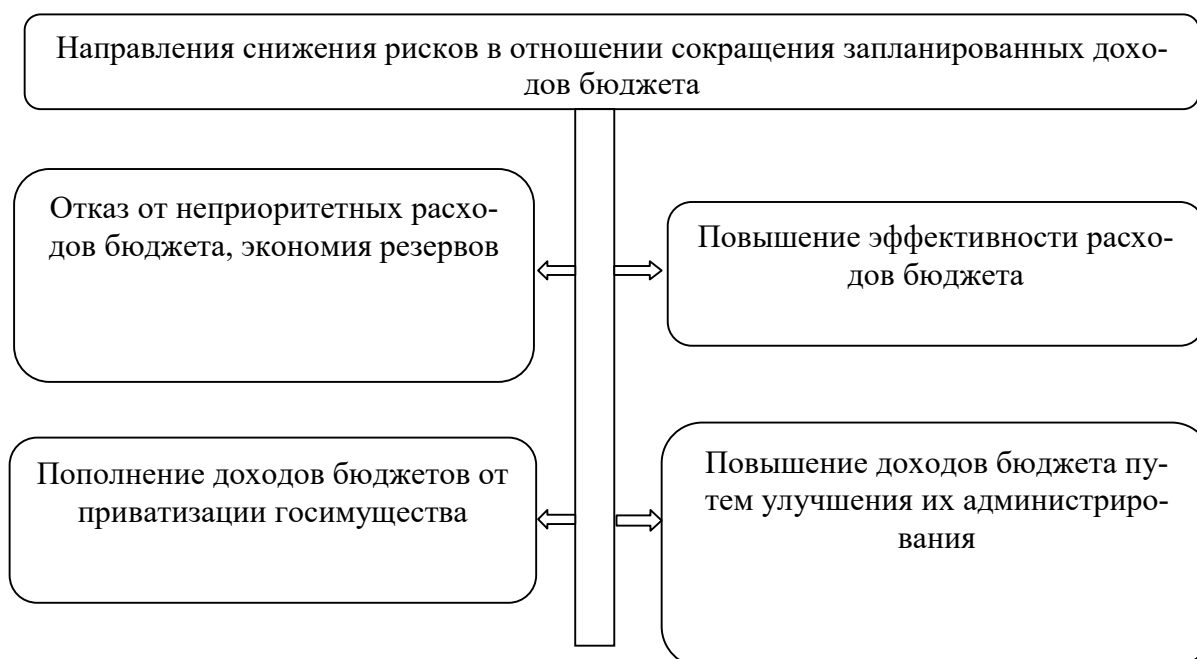 Направления снижения рисков в отношении сокращения запланированных дохо-
дов бюджета
Отказ от неприоритетных расхо-
дов бюджета, экономия резервов
Повышение эффективности расхо-
дов бюджета
Пополнение доходов бюджетов от
приватизации госимущества
Повышение доходов бюджета пу-
тем улучшения их администриро-
вания